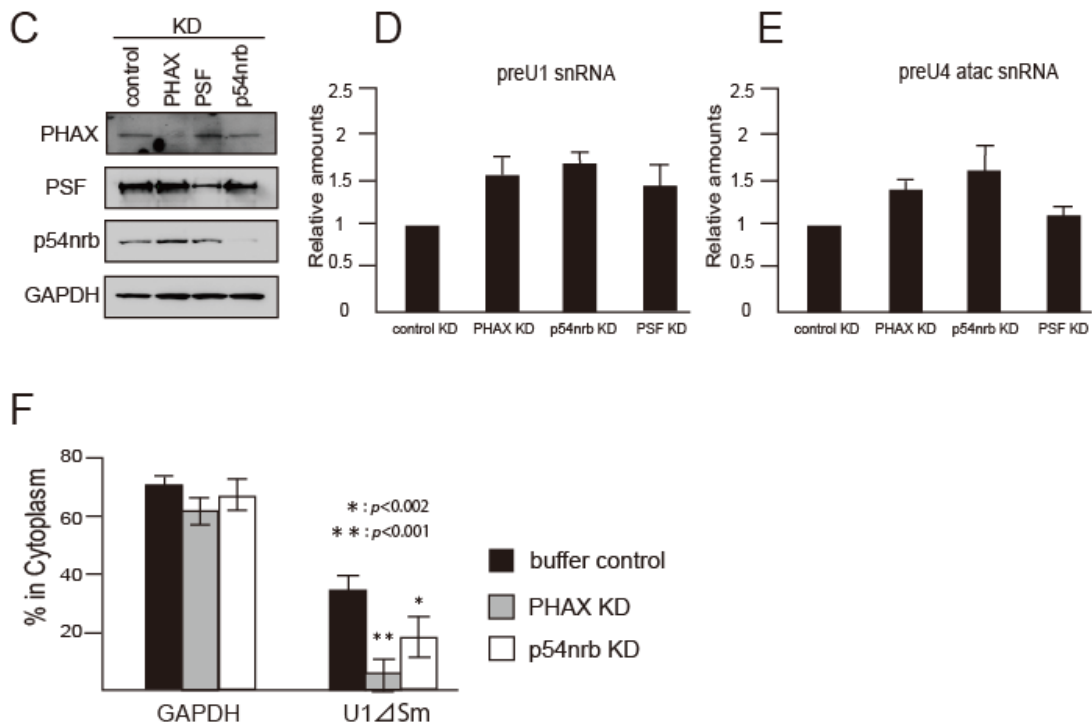 C
KD
control
PHAX
PSF
p54nrb
PHAX
PSF
p54nrb
GAPDH
D
preU1 snRNA
Relative amounts
2.5
2
1.5
1
0.5
0
control KD
PHAX KD
p54nrb KD
PSF KD
E
preU4 atac snRNA
Relative amounts
2.5
2
1.5
1
0.5
0
control KD
PHAX KD
p54nrb KD
PSF KD
F
% in Cytoplasm
80
60
40
20
*: p<0.002
**: p<0.001
**
*
GAPDH
U1⊿Sm
buffer control
PHAX KD
p54nrb KD